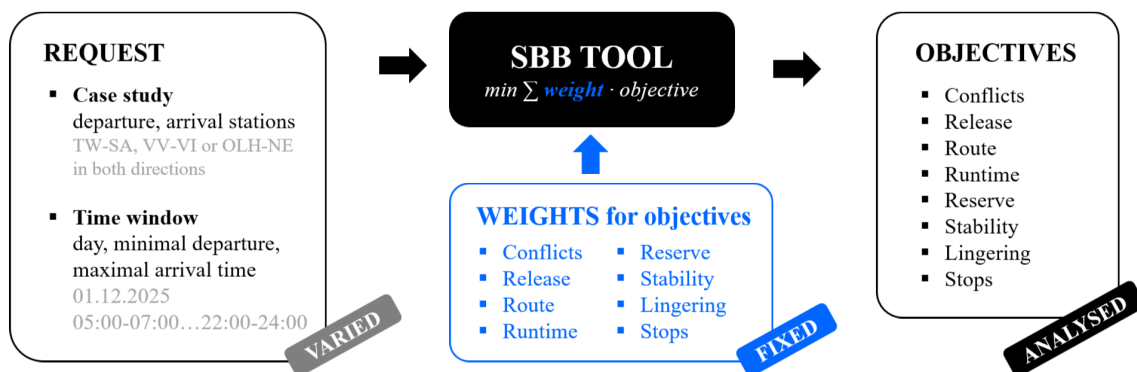 REQUEST
▪ Case study
departure, arrival stations
TW-SA, VV-VI or OLH-NE
in both directions
▪ Time window
day, minimal departure,
maximal arrival time
01.12.2025
05:00-07:00…22:00-24:00
VARIED
SBB TOOL
min ∑ weight · objective
WEIGHTS for objectives
▪ Conflicts
▪ Release
▪ Route
▪ Runtime
▪ Reserve
▪ Stability
▪ Lingering
▪ Stops
FIXED
OBJECTIVES
▪ Conflicts
▪ Release
▪ Route
▪ Runtime
▪ Reserve
▪ Stability
▪ Lingering
▪ Stops
ANALYSED